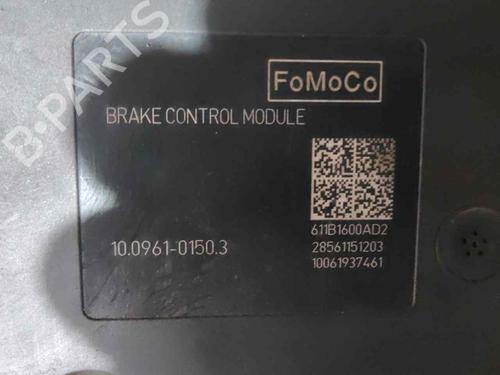 B-PARTS
FoMoCo
BRAKE CONTROL MODULE
611B1600AD2
10.0961-0150.3
28561151203
10061937461